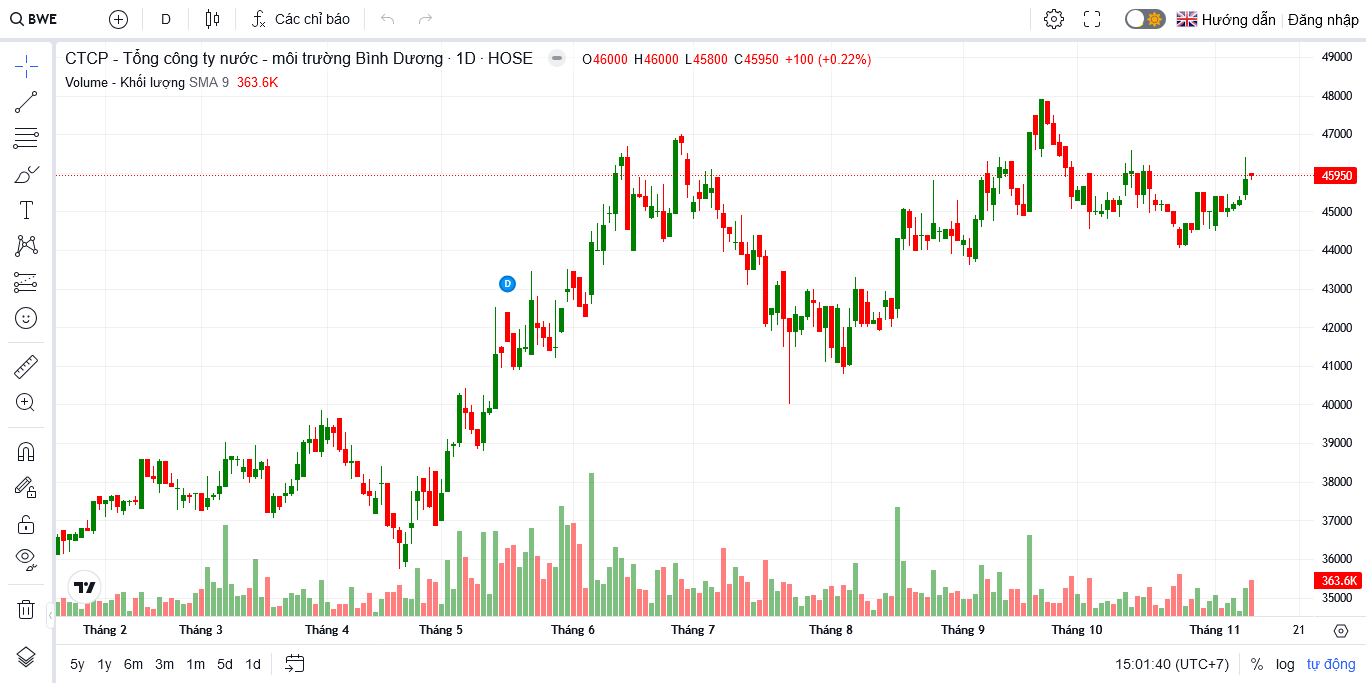 BWE D Các chỉ báo Hướng dẫn Đăng nhập
CTCP - Tổng công ty nước - môi trường Bình Dương · 1D · HOSE O46000 H46000 L45800 C45950 +100 (+0.22%)
Volume - Khối lượng SMA 9 363.6K
49000
48000
47000
45950
45000
44000
43000
D
42000
41000
40000
39000
38000
37000
36000
363.6K
35000
Tháng 2 Tháng 3 Tháng 4 Tháng 5 Tháng 6 Tháng 7 Tháng 8 Tháng 9 Tháng 10 Tháng 11 21
5y 1y 6m 3m 1m 5d 1d 15:01:40 (UTC+7) % log tự động